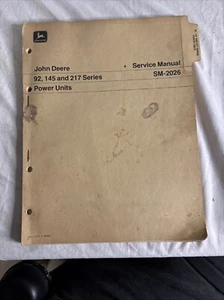 John Deere
Service Manual
92, 145 and 217 Series
SM-2026
Power Units